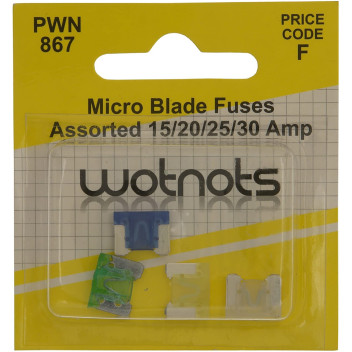 PWN
867
PRICE
CODE
F
Micro Blade Fuses
Assorted 15/20/25/30 Amp
wotnots